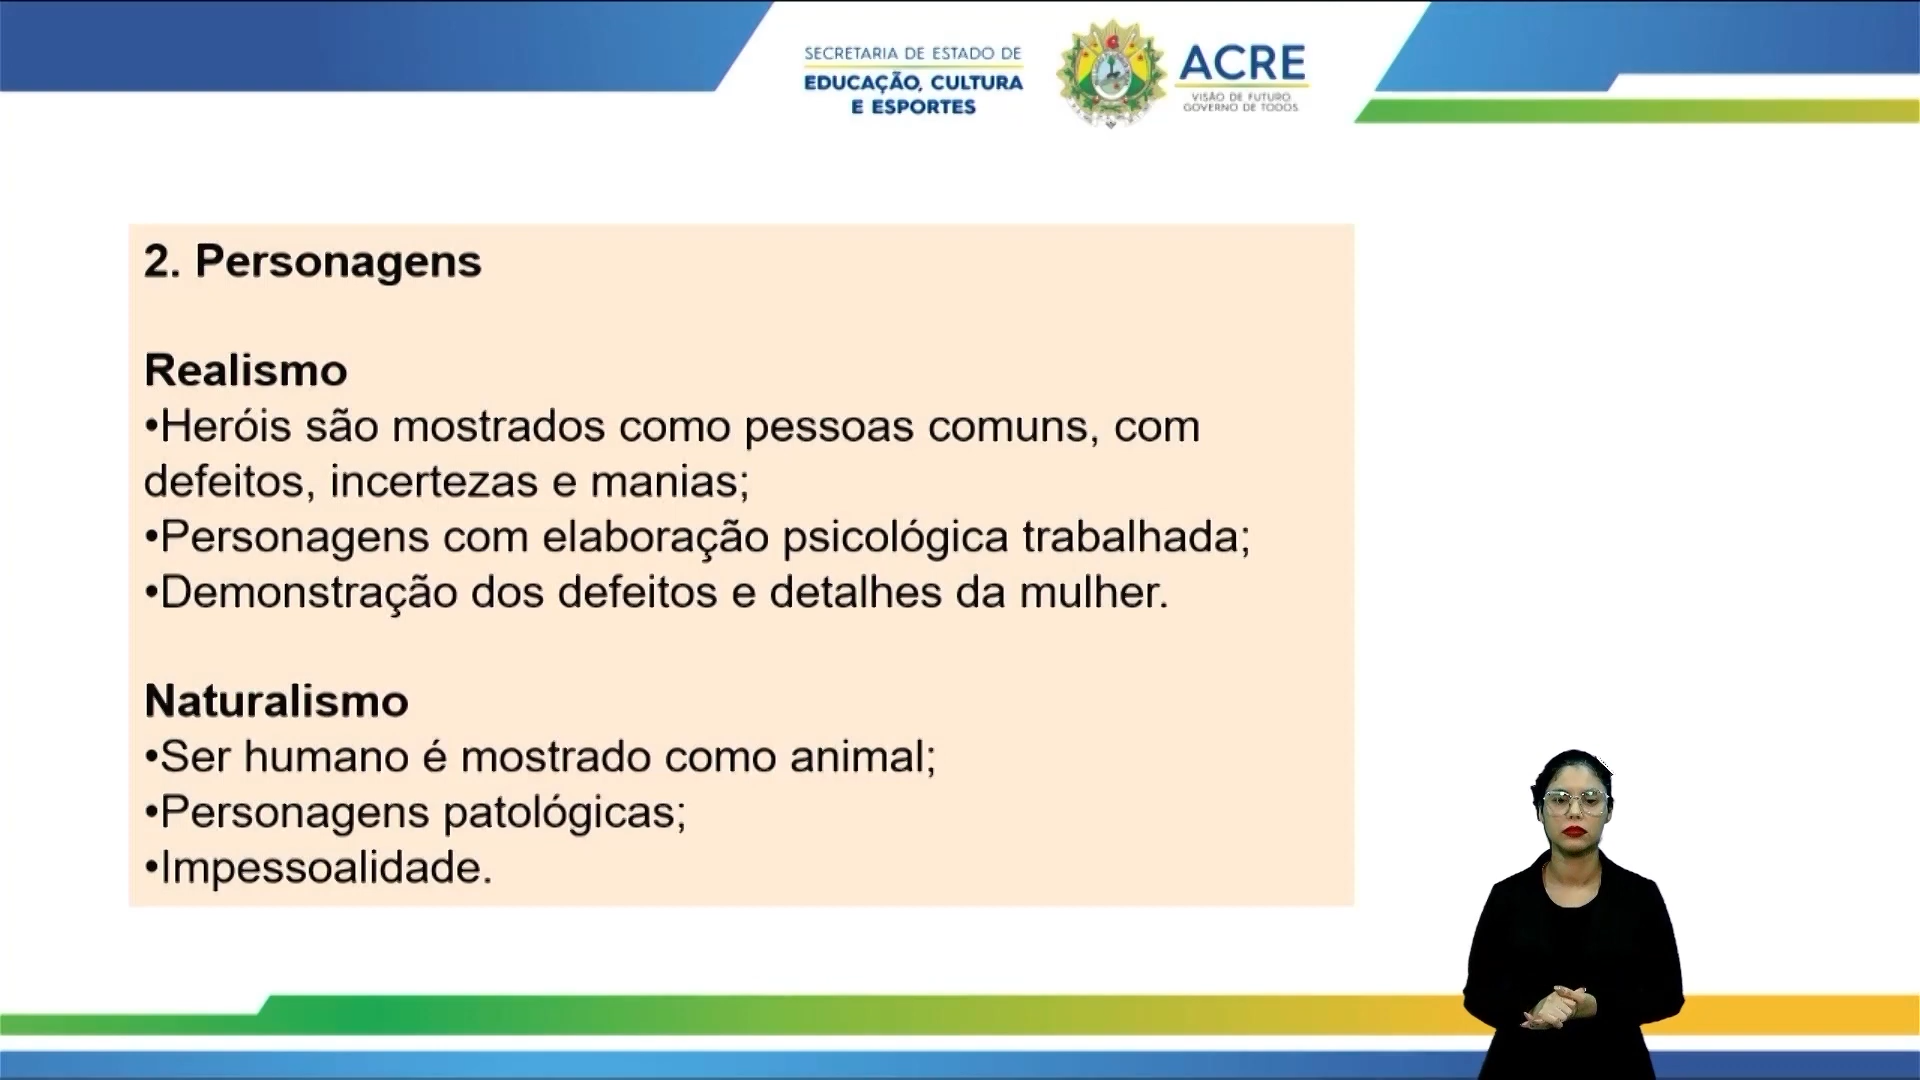 SECRETARIA DE ESTADO DE
EDUCAÇÃO, CULTURA
E ESPORTES
ACRE
VISÃO DE FUTURO
GOVERNO DE TODOS
2. Personagens
Realismo
•Heróis são mostrados como pessoas comuns, com
defeitos, incertezas e manias;
•Personagens com elaboração psicológica trabalhada;
•Demonstração dos defeitos e detalhes da mulher.
Naturalismo
•Ser humano é mostrado como animal;
•Personagens patológicas;
•Impessoalidade.